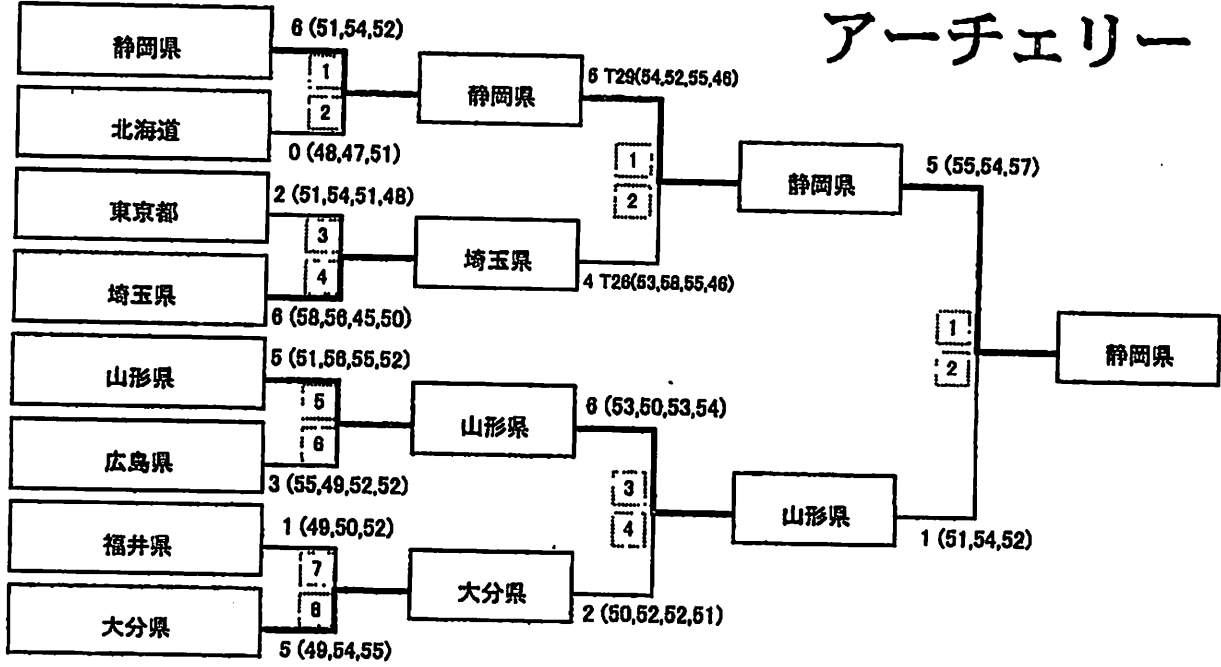 アーチェリー
静岡県
6 (51,54,52)
1
2
北海道
0 (48,47,51)
東京都
2 (51,54,51,48)
3
4
埼玉県
6 (58,56,45,50)
山形県
5 (51,56,55,52)
5
6
広島県
3 (55,49,52,52)
福井県
1 (49,50,52)
7
8
大分県
5 (49,54,55)
静岡県
6 T29(54,52,55,46)
1
2
埼玉県
4 T26(53,58,55,46)
山形県
6 (53,50,53,54)
3
4
大分県
2 (50,52,52,51)
静岡県
5 (55,54,57)
1
2
山形県
1 (51,54,52)
静岡県